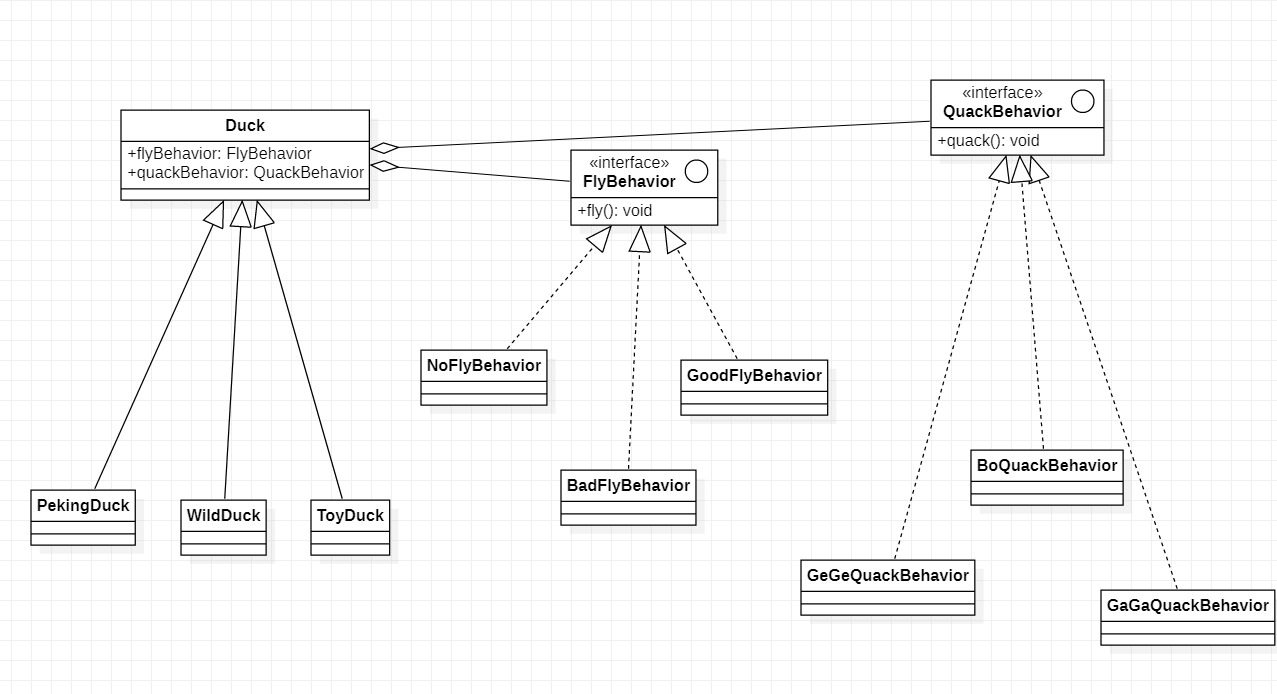 «interface»
QuackBehavior
+quack(): void
Duck
+flyBehavior: FlyBehavior
+quackBehavior: QuackBehavior
«interface»
FlyBehavior
+fly(): void
NoFlyBehavior
GoodFlyBehavior
BadFlyBehavior
BoQuackBehavior
PekingDuck
WildDuck
ToyDuck
GeGeQuackBehavior
GaGaQuackBehavior